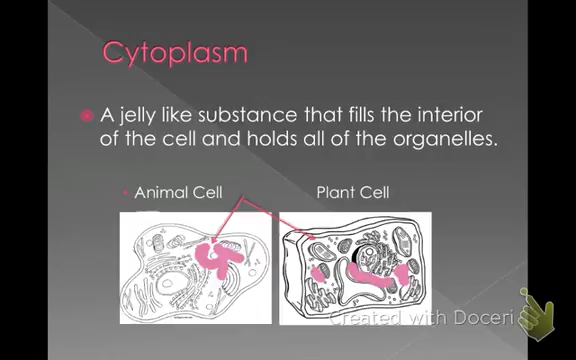 Cytoplasm
A jelly like substance that fills the interior
of the cell and holds all of the organelles.
Animal Cell
Plant Cell
Created with Doceri